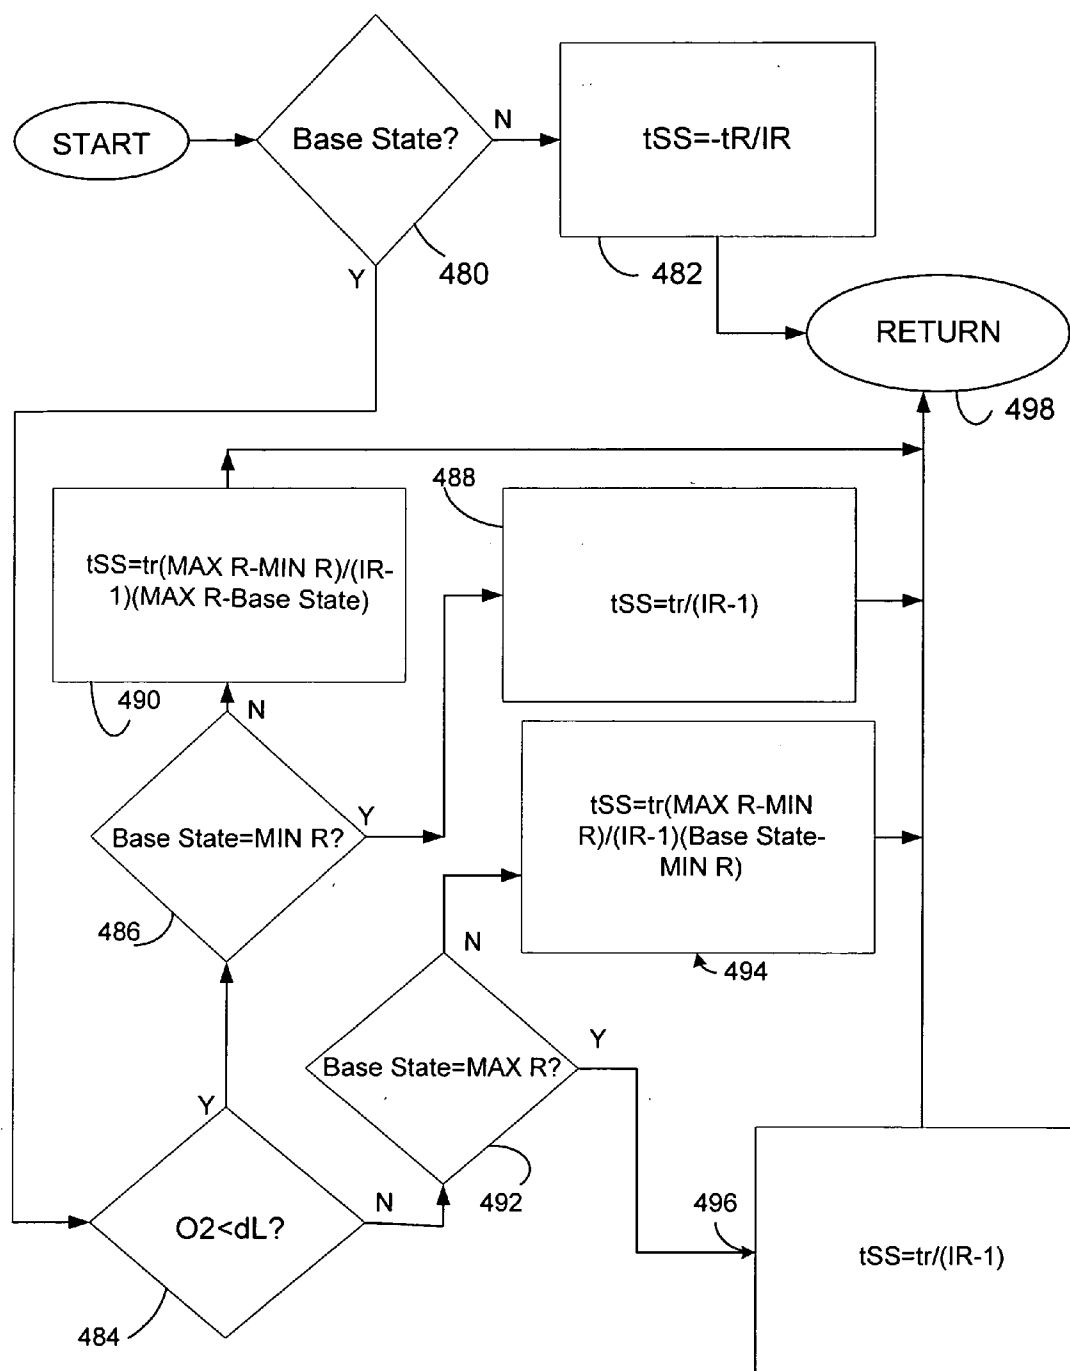 START
Base State?
N
tSS=-tR/IR
480
Y
482
RETURN
498
488
tSS=tr(MAX R-MIN R)/(IR-
1)(MAX R-Base State)
tSS=tr/(IR-1)
490
N
Base State=MIN R?
Y
tSS=tr(MAX R-MIN
R)/(IR-1)(Base State-
MIN R)
486
N
494
Base State=MAX R?
Y
Y
492
N
496
O2<dL?
tSS=tr/(IR-1)
484